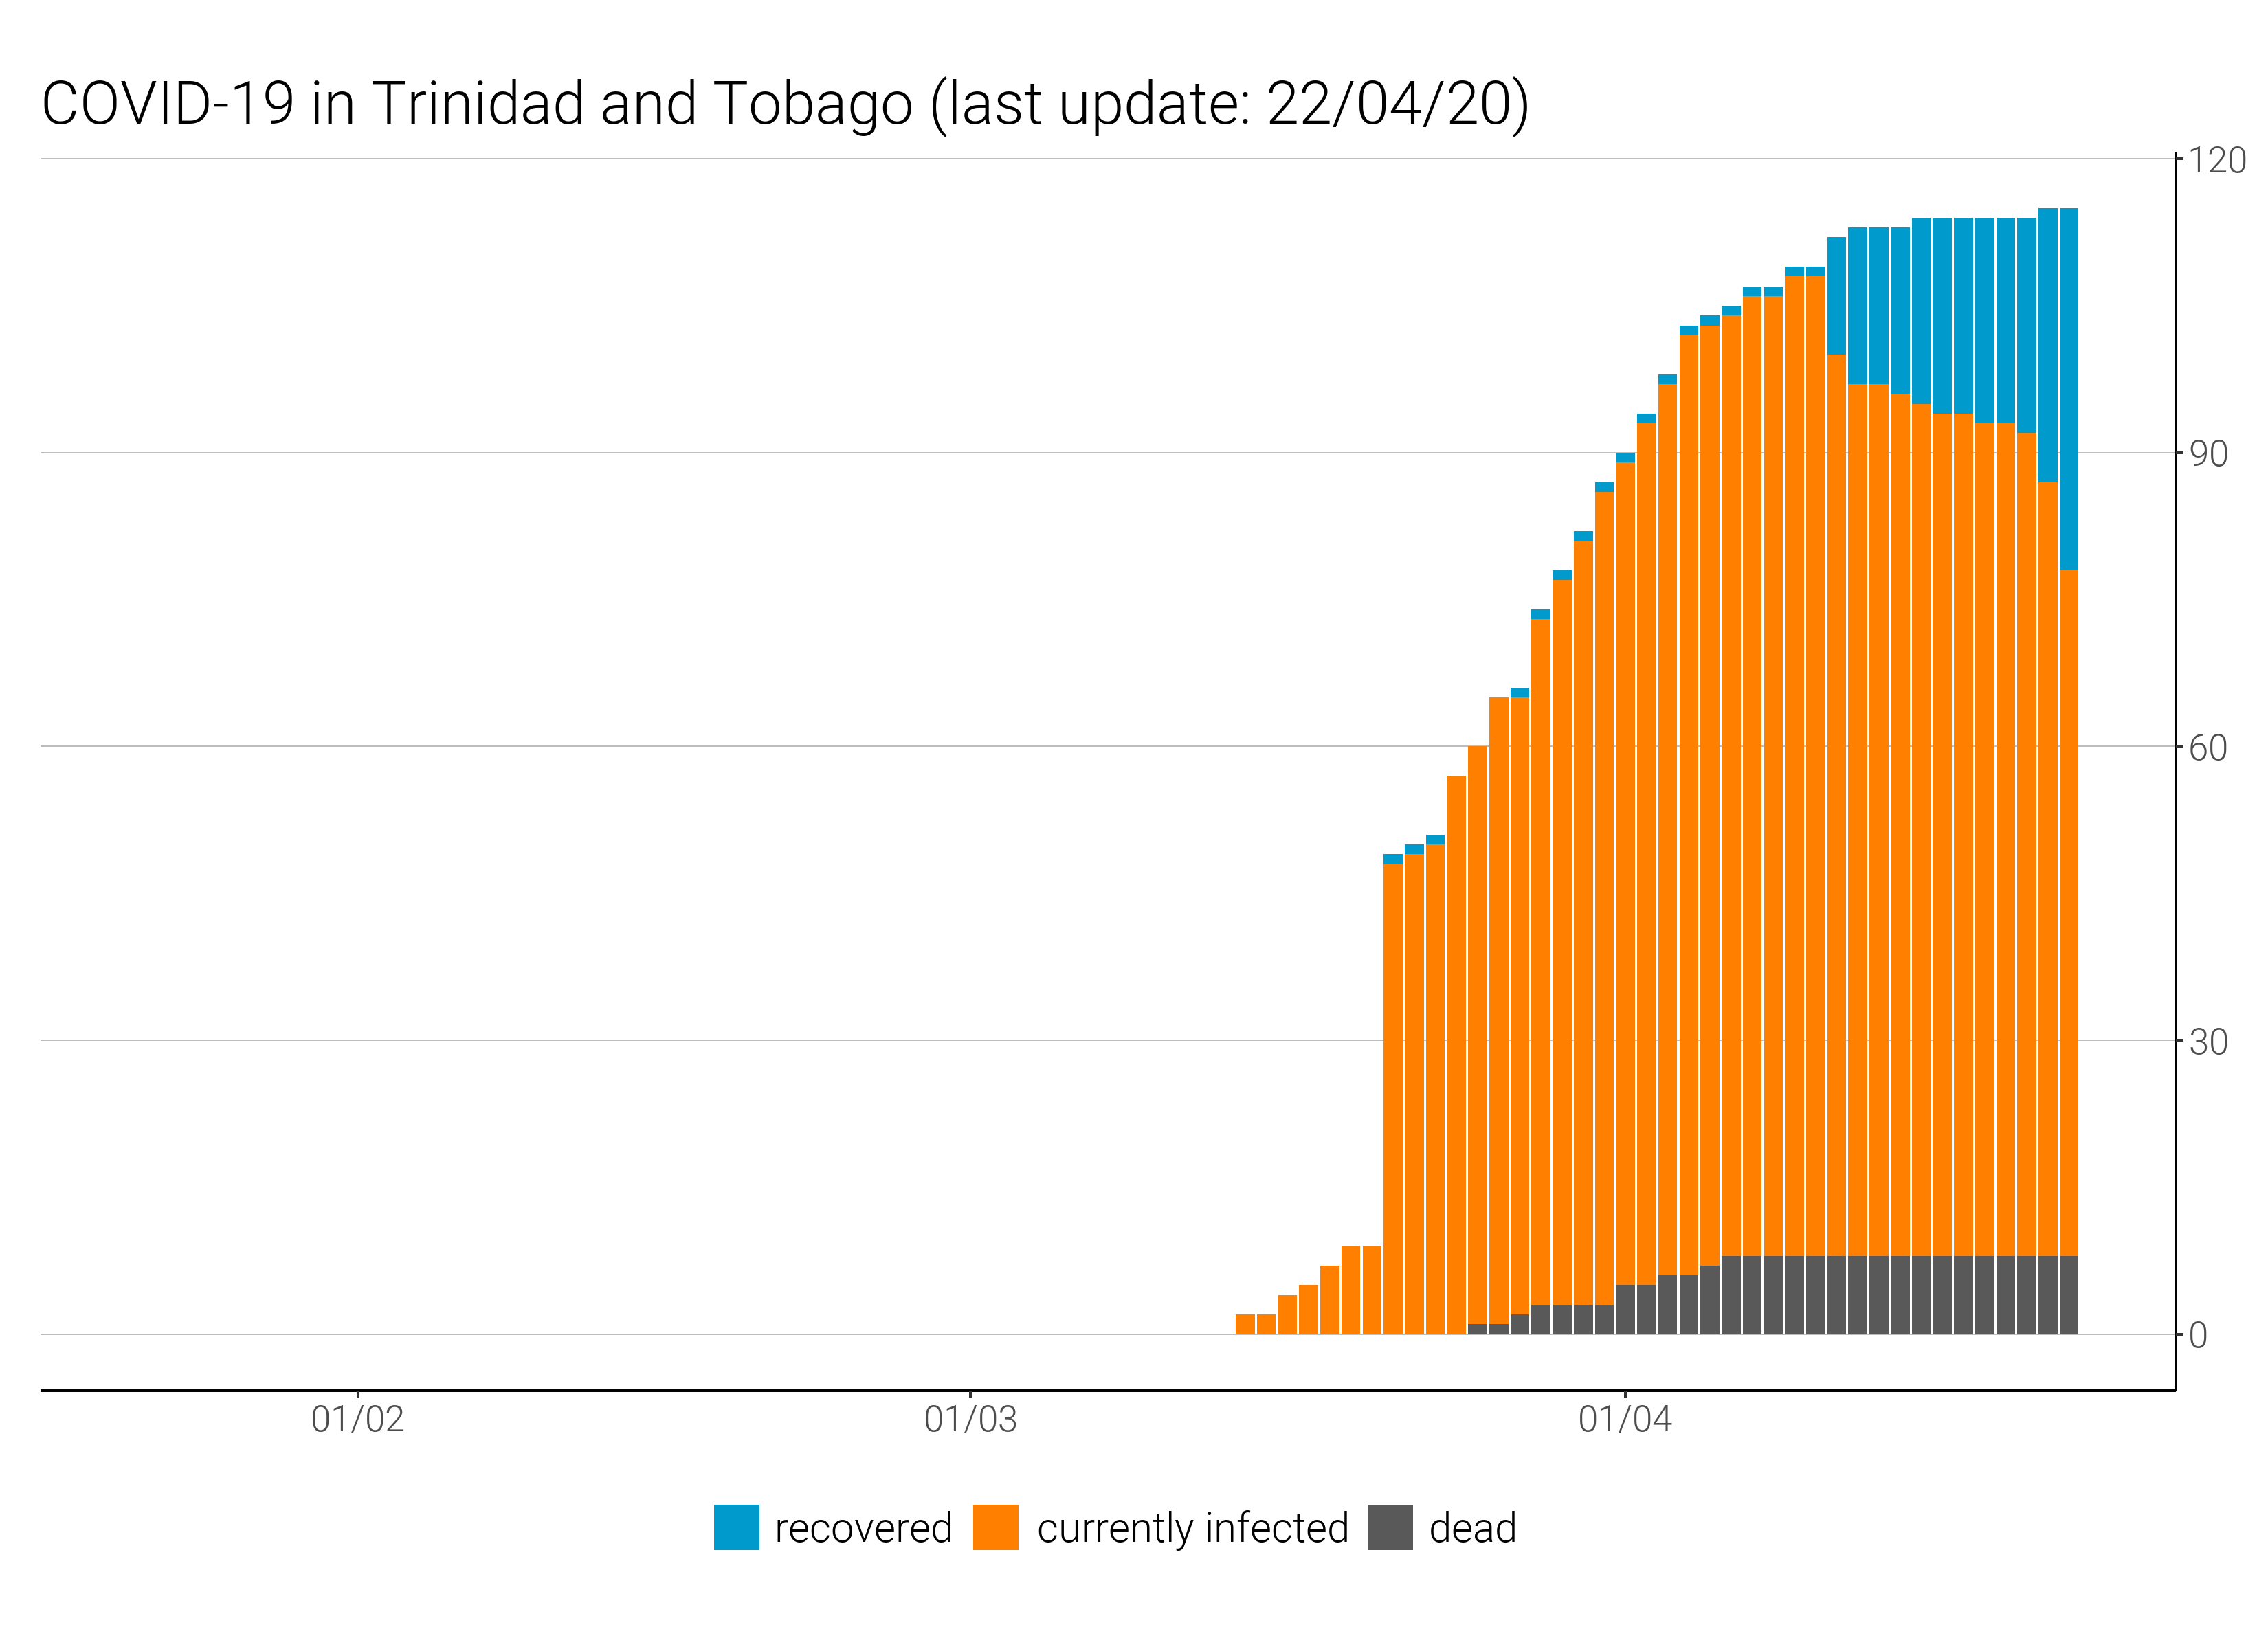 COVID-19 in Trinidad and Tobago (last update: 22/04/20)
120
90
60
30
0
01/02 01/03 01/04
recovered currently infected dead